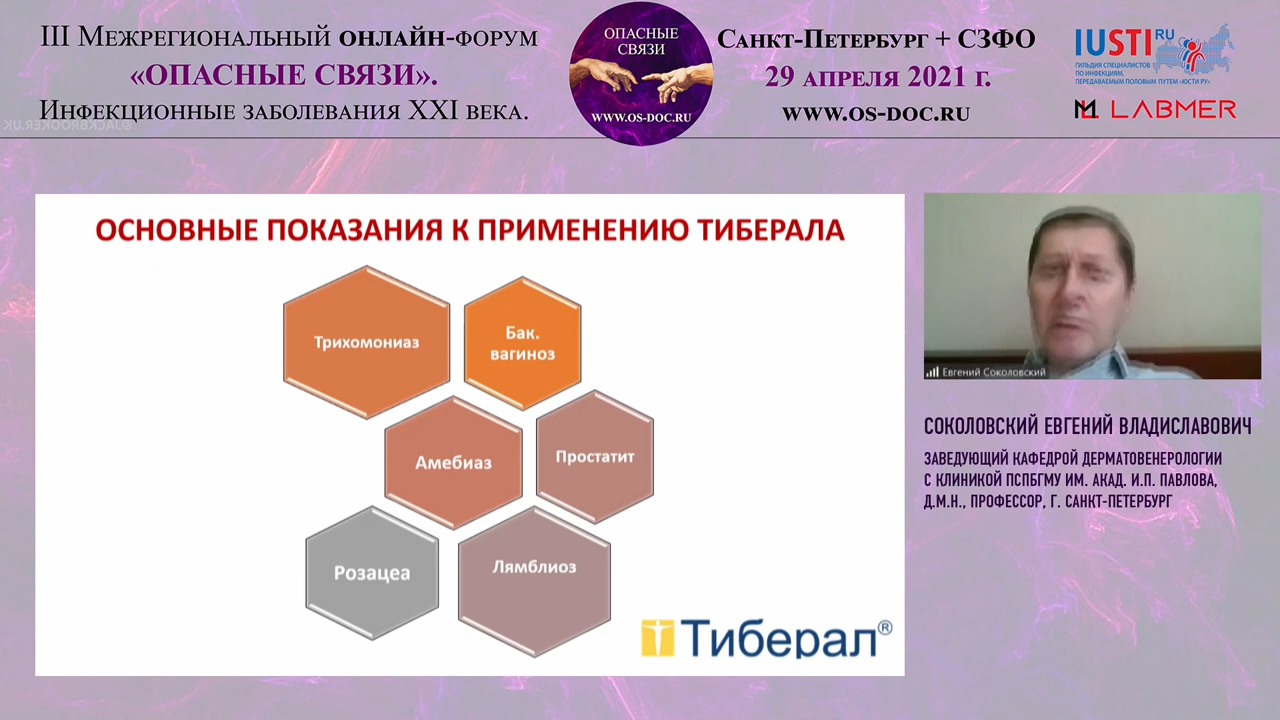 III Межрегиональный онлайн-форум
«ОПАСНЫЕ СВЯЗИ».
Инфекционные заболевания XXI века.
ОПАСНЫЕ
СВЯЗИ
WWW.OS-DOC.RU
Санкт-Петербург + СЗФО
29 апреля 2021 г.
WWW.OS-DOC.RU
IUSTI RU
ГИЛЬДИЯ СПЕЦИАЛИСТОВ
ПО ИНФЕКЦИЯМ,
ПЕРЕДАВАЕМЫМ ПОЛОВЫМ ПУТЕМ «ЮСТИ РУ»
LABMER
@JACKBROOKER.UK
ОСНОВНЫЕ ПОКАЗАНИЯ К ПРИМЕНЕНИЮ ТИБЕРАЛА
Трихомониаз
Бак.
вагиноз
Амебиаз
Простатит
Розацеа
Лямблиоз
Тиберал®
Евгений Соколовский
СОКОЛОВСКИЙ ЕВГЕНИЙ ВЛАДИСЛАВОВИЧ
ЗАВЕДУЮЩИЙ КАФЕДРОЙ ДЕРМАТОВЕНЕРОЛОГИИ
С КЛИНИКОЙ ПСПБГМУ ИМ. АКАД. И.П. ПАВЛОВА,
Д.М.Н., ПРОФЕССОР, Г. САНКТ-ПЕТЕРБУРГ